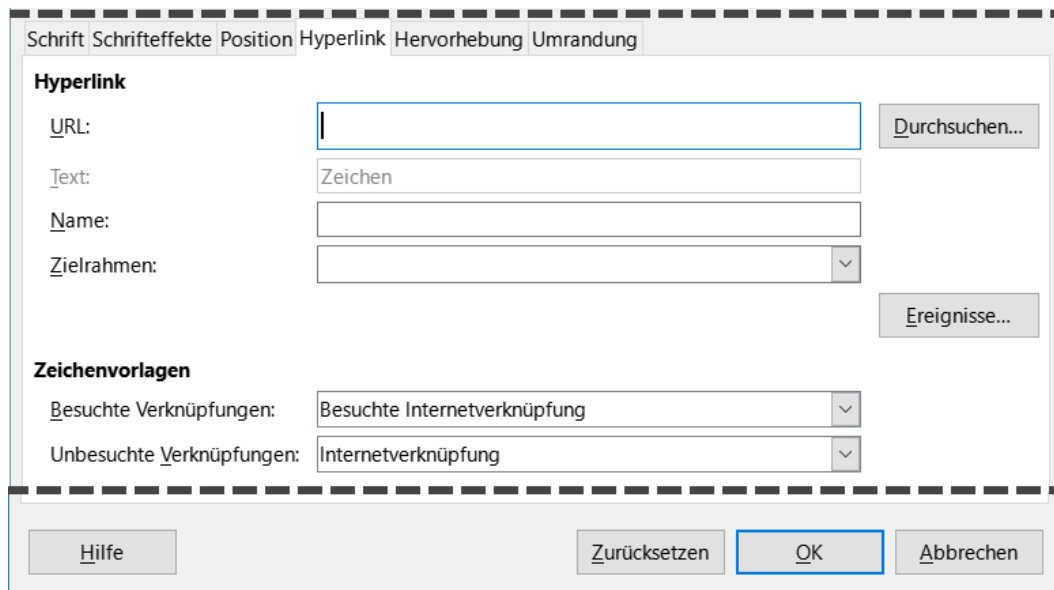 Schrift Schrifteffekte Position Hyperlink Hervorhebung Umrandung
Hyperlink
URL: Durchsuchen...
Text: Zeichen
Name:
Zielrahmen:
Ereignisse...
Zeichenvorlagen
Besuchte Verknüpfungen: Besuchte Internetverknüpfung
Unbesuchte Verknüpfungen: Internetverknüpfung
Hilfe Zurücksetzen OK Abbrechen